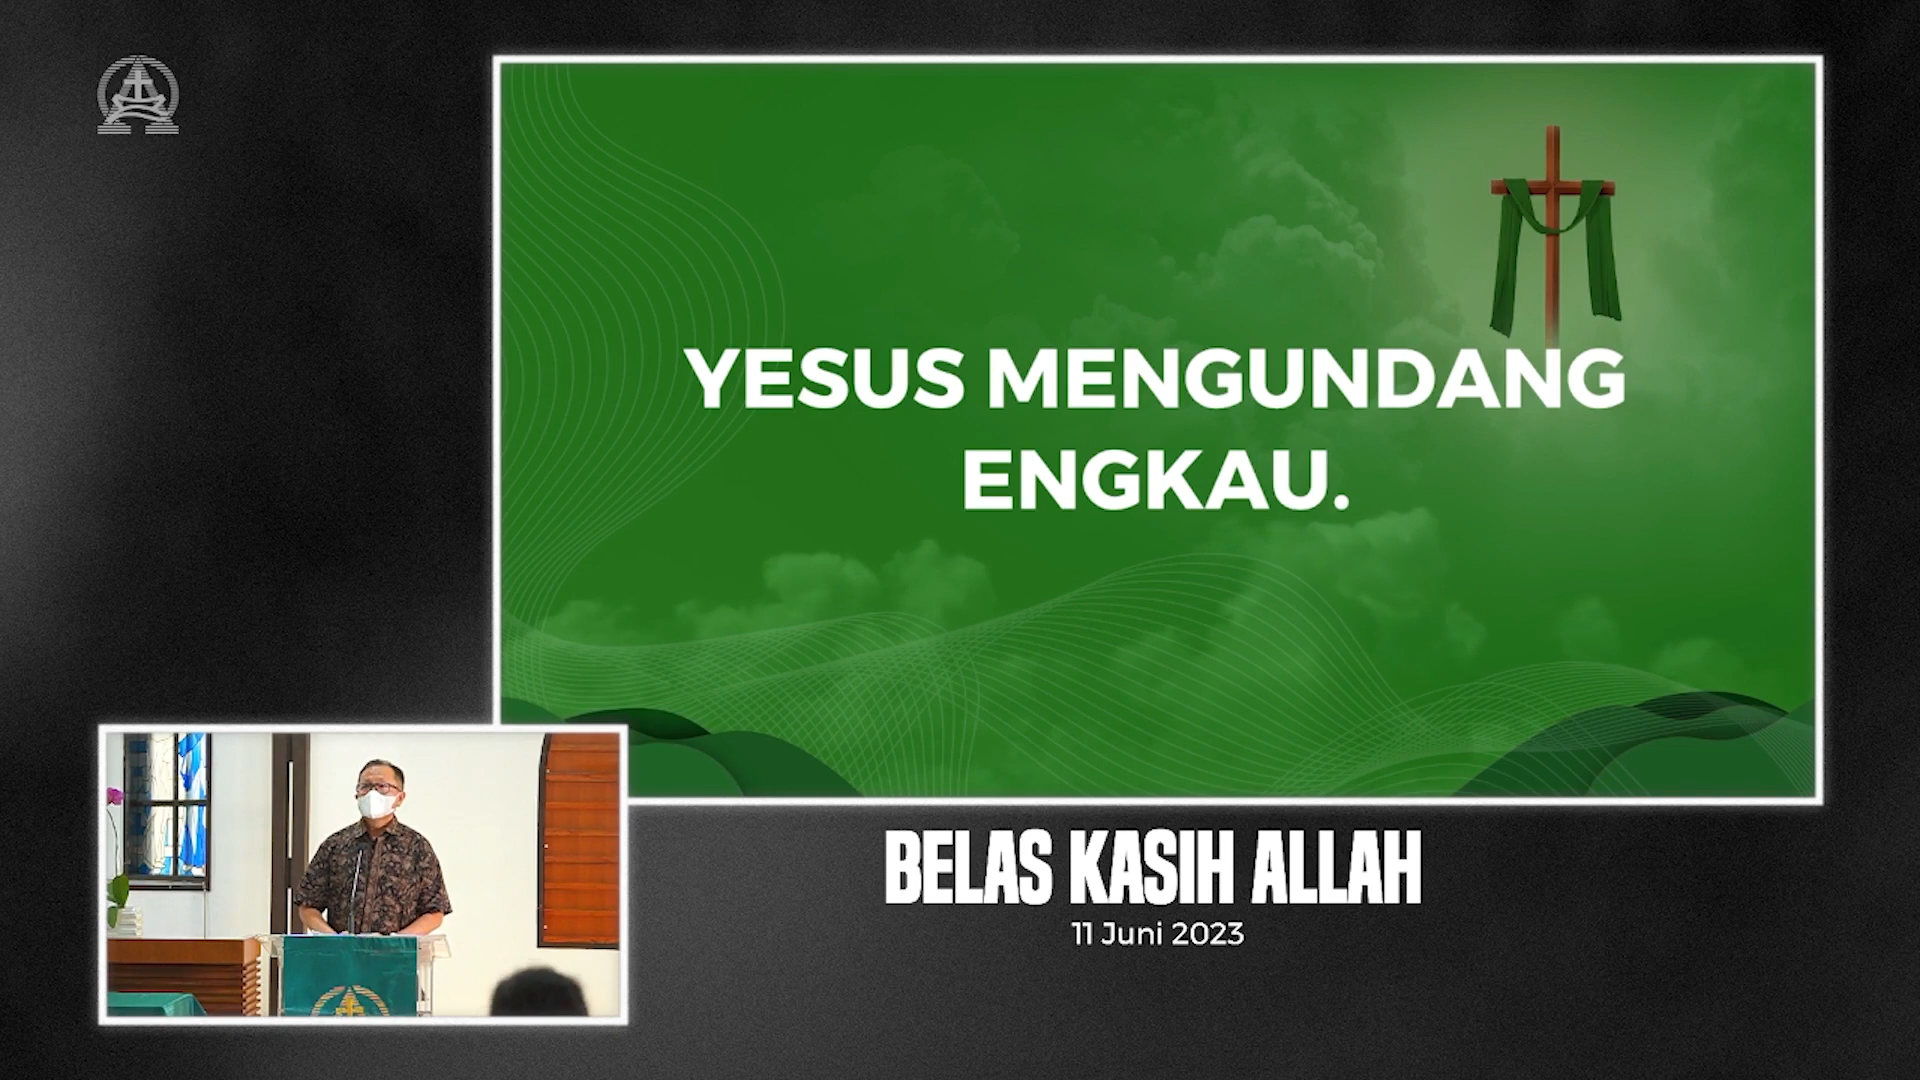 YESUS MENGUNDANG
ENGKAU.
BELAS KASIH ALLAH
11 Juni 2023